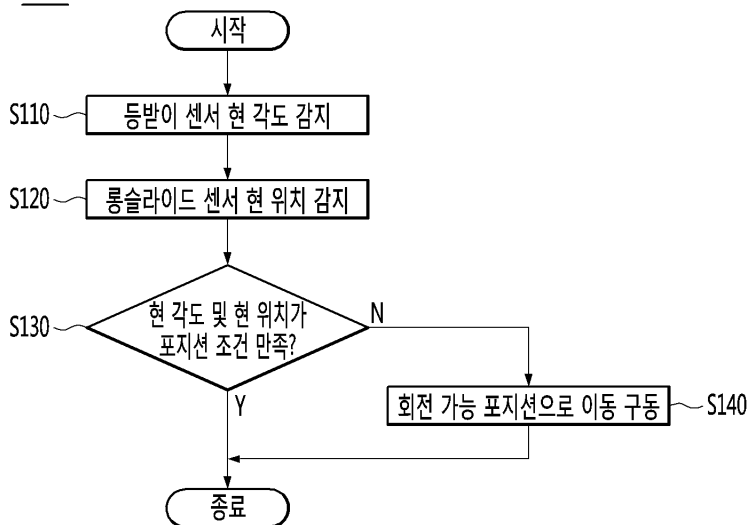 시작
S110
등받이 센서 현 각도 감지
S120
롱슬라이드 센서 현 위치 감지
S130
현 각도 및 현 위치가
포지션 조건 만족?
N
Y
회전 가능 포지션으로 이동 구동
S140
종료